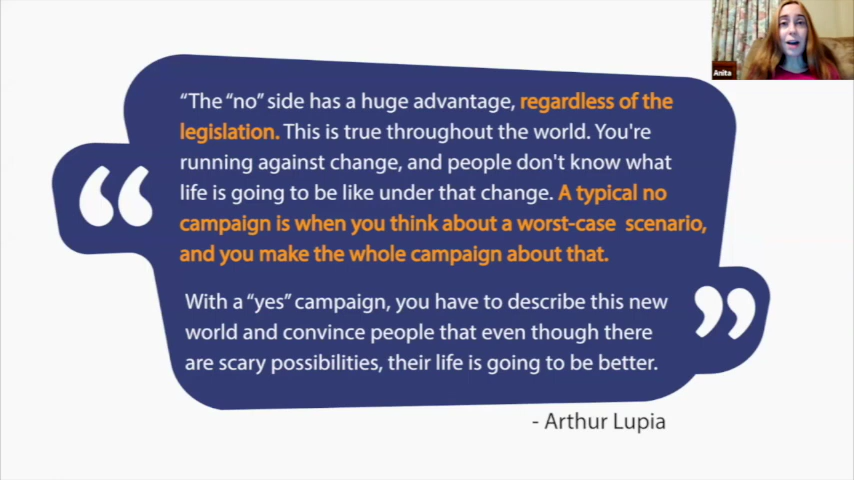 Anita
“The “no” side has a huge advantage, regardless of the
legislation. This is true throughout the world. You're
running against change, and people don't know what
life is going to be like under that change. A typical no
campaign is when you think about a worst-case scenario,
and you make the whole campaign about that.
With a “yes” campaign, you have to describe this new
world and convince people that even though there
are scary possibilities, their life is going to be better.
- Arthur Lupia